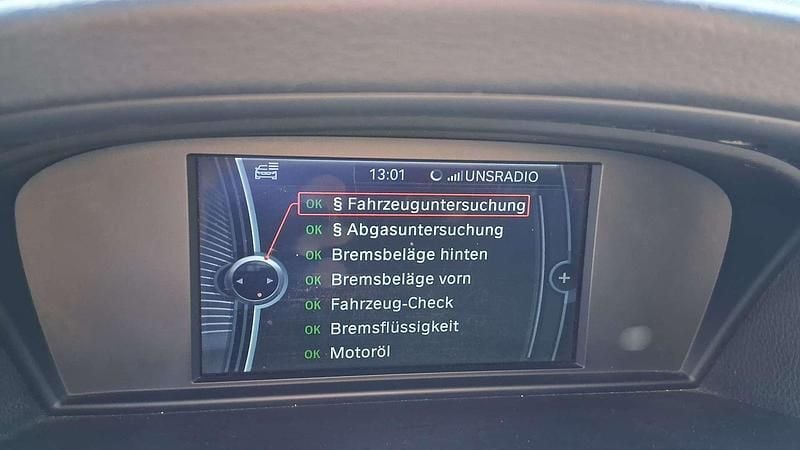 13:01 UNSRADIO
OK § Fahrzeuguntersuchung
OK § Abgasuntersuchung
OK Bremsbeläge hinten
OK Bremsbeläge vorn
OK Fahrzeug-Check
OK Bremsflüssigkeit
OK Motoröl